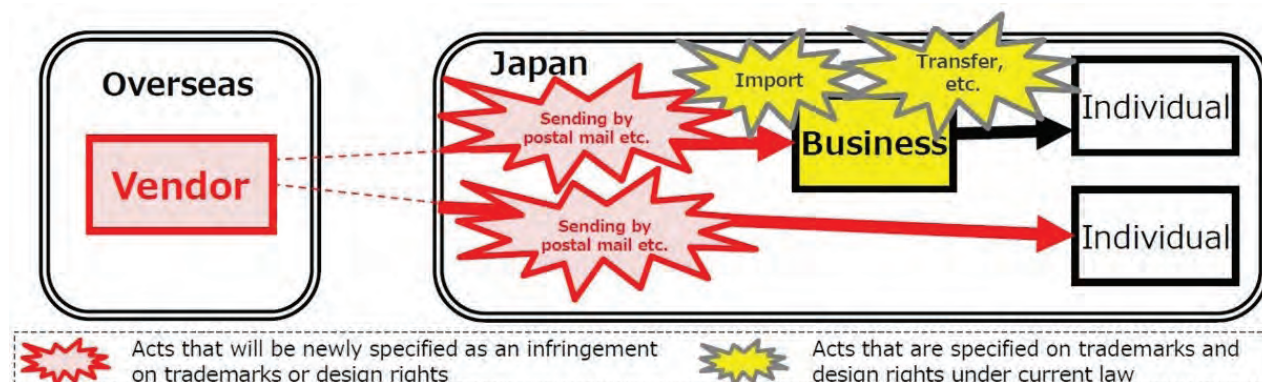 Overseas
Vendor
Japan
Sending by
postal mail etc.
Import
Transfer,
etc.
Business
Individual
Sending by
postal mail etc.
Individual
Acts that will be newly specified as an infringement
on trademarks or design rights
Acts that are specified on trademarks and
design rights under current law